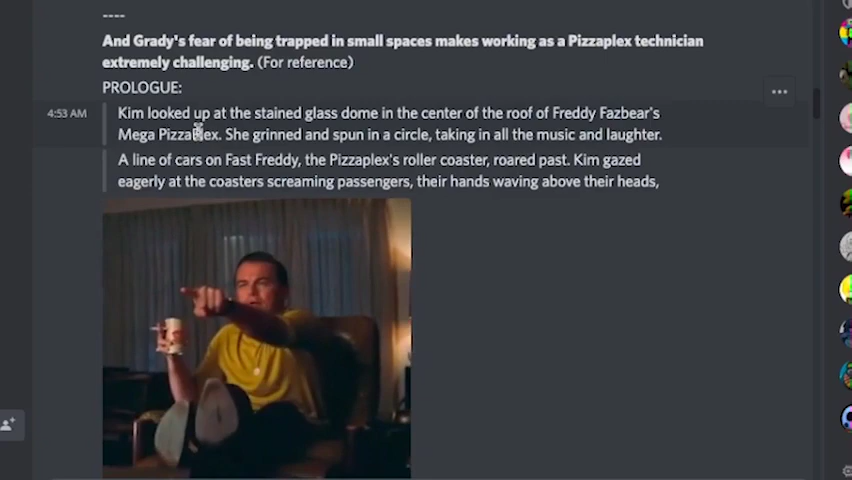 ----
And Grady's fear of being trapped in small spaces makes working as a Pizzaplex technician
extremely challenging. (For reference)
PROLOGUE:
4:53 AM
Kim looked up at the stained glass dome in the center of the roof of Freddy Fazbear's
Mega Pizzaplex. She grinned and spun in a circle, taking in all the music and laughter.
A line of cars on Fast Freddy, the Pizzaplex's roller coaster, roared past. Kim gazed
eagerly at the coasters screaming passengers, their hands waving above their heads,